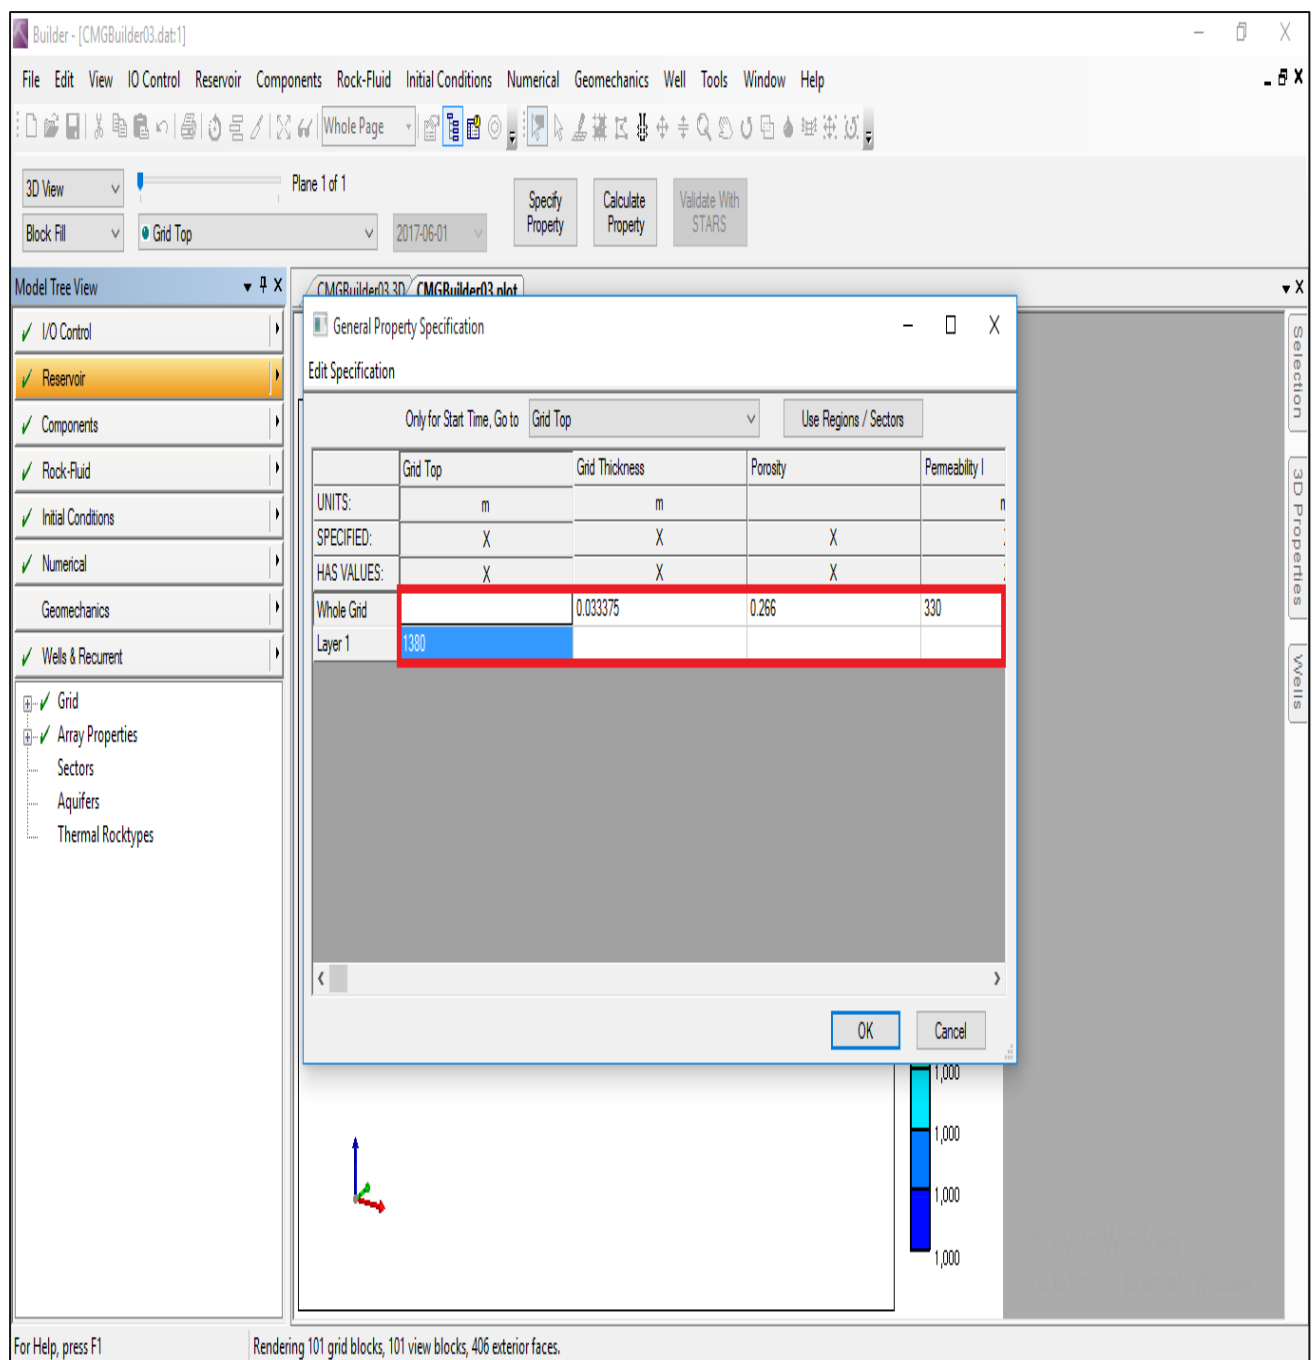 Builder - [CMGBuilder03.dat:1]
File Edit View IO Control Reservoir Components Rock-Fluid Initial Conditions Numerical Geomechanics Well Tools Window Help
Whole Page
3D View
Plane 1 of 1
Block Fill
Grid Top
2017-06-01
Specify Property
Calculate Property
Validate With STARS
Model Tree View
CMGBuilder03.3D CMGBuilder03.plot
I/O Control
Reservoir
Components
Rock-Fluid
Initial Conditions
Numerical
Geomechanics
Wells & Recurrent
Grid
Array Properties
Sectors
Aquifers
Thermal Rocktypes
General Property Specification
Edit Specification
Only for Start Time, Go to Grid Top Use Regions / Sectors
Grid Top Grid Thickness Porosity Permeability I
UNITS: m m
SPECIFIED: X X X
HAS VALUES: X X X
Whole Grid 0.033375 0.266 330
Layer 1 1380
OK Cancel
1,000
1,000
1,000
1,000
Selection
3D Properties
Wells
Activate Windows
For Help, press F1 Rendering 101 grid blocks, 101 view blocks, 406 exterior faces.